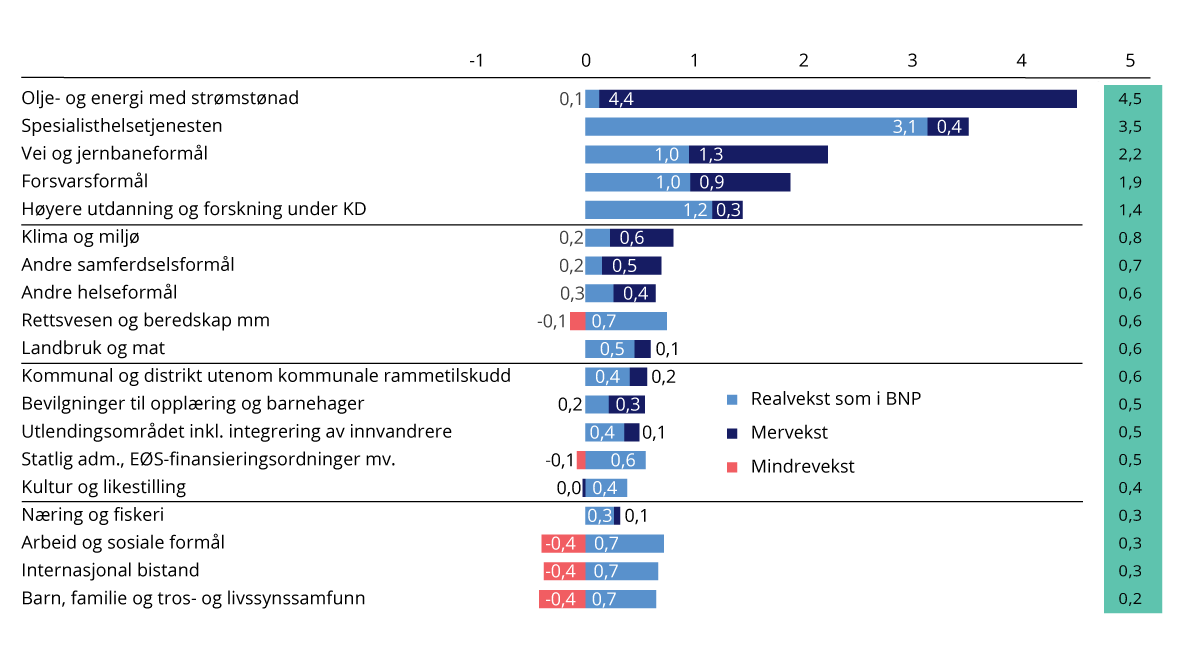 -1 0 1 2 3 4 5
Olje- og energi med strømstønad 0,1 4,4 4,5
Spesialisthelsetjenesten 3,1 0,4 3,5
Vei og jernbaneformål 1,0 1,3 2,2
Forsvarsformål 1,0 0,9 1,9
Høyere utdanning og forskning under KD 1,2 0,3 1,4
Klima og miljø 0,2 0,6 0,8
Andre samferdselsformål 0,2 0,5 0,7
Andre helseformål 0,3 0,4 0,6
Rettsvesen og beredskap mm -0,1 0,7 0,6
Landbruk og mat 0,5 0,1 0,6
Kommunal og distrikt utenom kommunale rammetilskudd 0,4 0,2 0,6
Bevilgninger til opplæring og barnehager 0,2 0,3 0,5
Utlendingsområdet inkl. integrering av innvandrere 0,4 0,1 0,5
Statlig adm., EØS-finansieringsordninger mv. -0,1 0,6 0,5
Kultur og likestilling 0,0 0,4 0,4
Næring og fiskeri 0,3 0,1 0,3
Arbeid og sosiale formål -0,4 0,7 0,3
Internasjonal bistand -0,4 0,7 0,3
Barn, familie og tros- og livssynssamfunn -0,4 0,7 0,2
Realvekst som i BNP
Mervekst
Mindrevekst